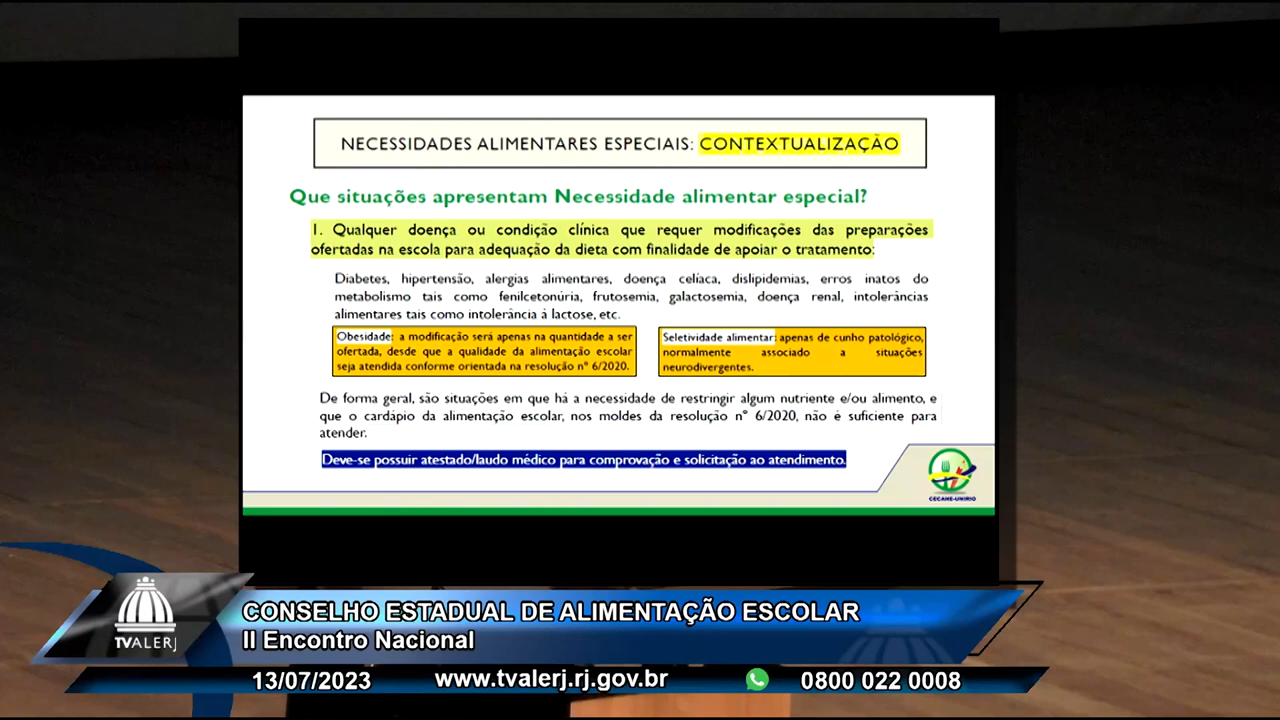 NECESSIDADES ALIMENTARES ESPECIAIS: CONTEXTUALIZAÇÃO
Que situações apresentam Necessidade alimentar especial?
1. Qualquer doença ou condição clínica que requer modificações das preparações
ofertadas na escola para adequação da dieta com finalidade de apoiar o tratamento:
Diabetes, hipertensão, alergias alimentares, doença celíaca, dislipidemias, erros inatos do
metabolismo tais como fenilcetonúria, frutosemia, galactosemia, doença renal, intolerâncias
alimentares tais como intolerância à lactose, etc.
Obesidade: a modificação será apenas na quantidade a ser
ofertada, desde que a qualidade da alimentação escolar
seja atendida conforme orientada na resolução nº 6/2020.
Seletividade alimentar: apenas de cunho patológico,
normalmente associado a situações
neurodivergentes.
De forma geral, são situações em que há a necessidade de restringir algum nutriente e/ou alimento, e
que o cardápio da alimentação escolar, nos moldes da resolução nº 6/2020, não é suficiente para
atender.
Deve-se possuir atestado/laudo médico para comprovação e solicitação ao atendimento.
CECANE-UNIRIO
CONSELHO ESTADUAL DE ALIMENTAÇÃO ESCOLAR
II Encontro Nacional
TVALERJ
13/07/2023 www.tvalerj.rj.gov.br 0800 022 0008